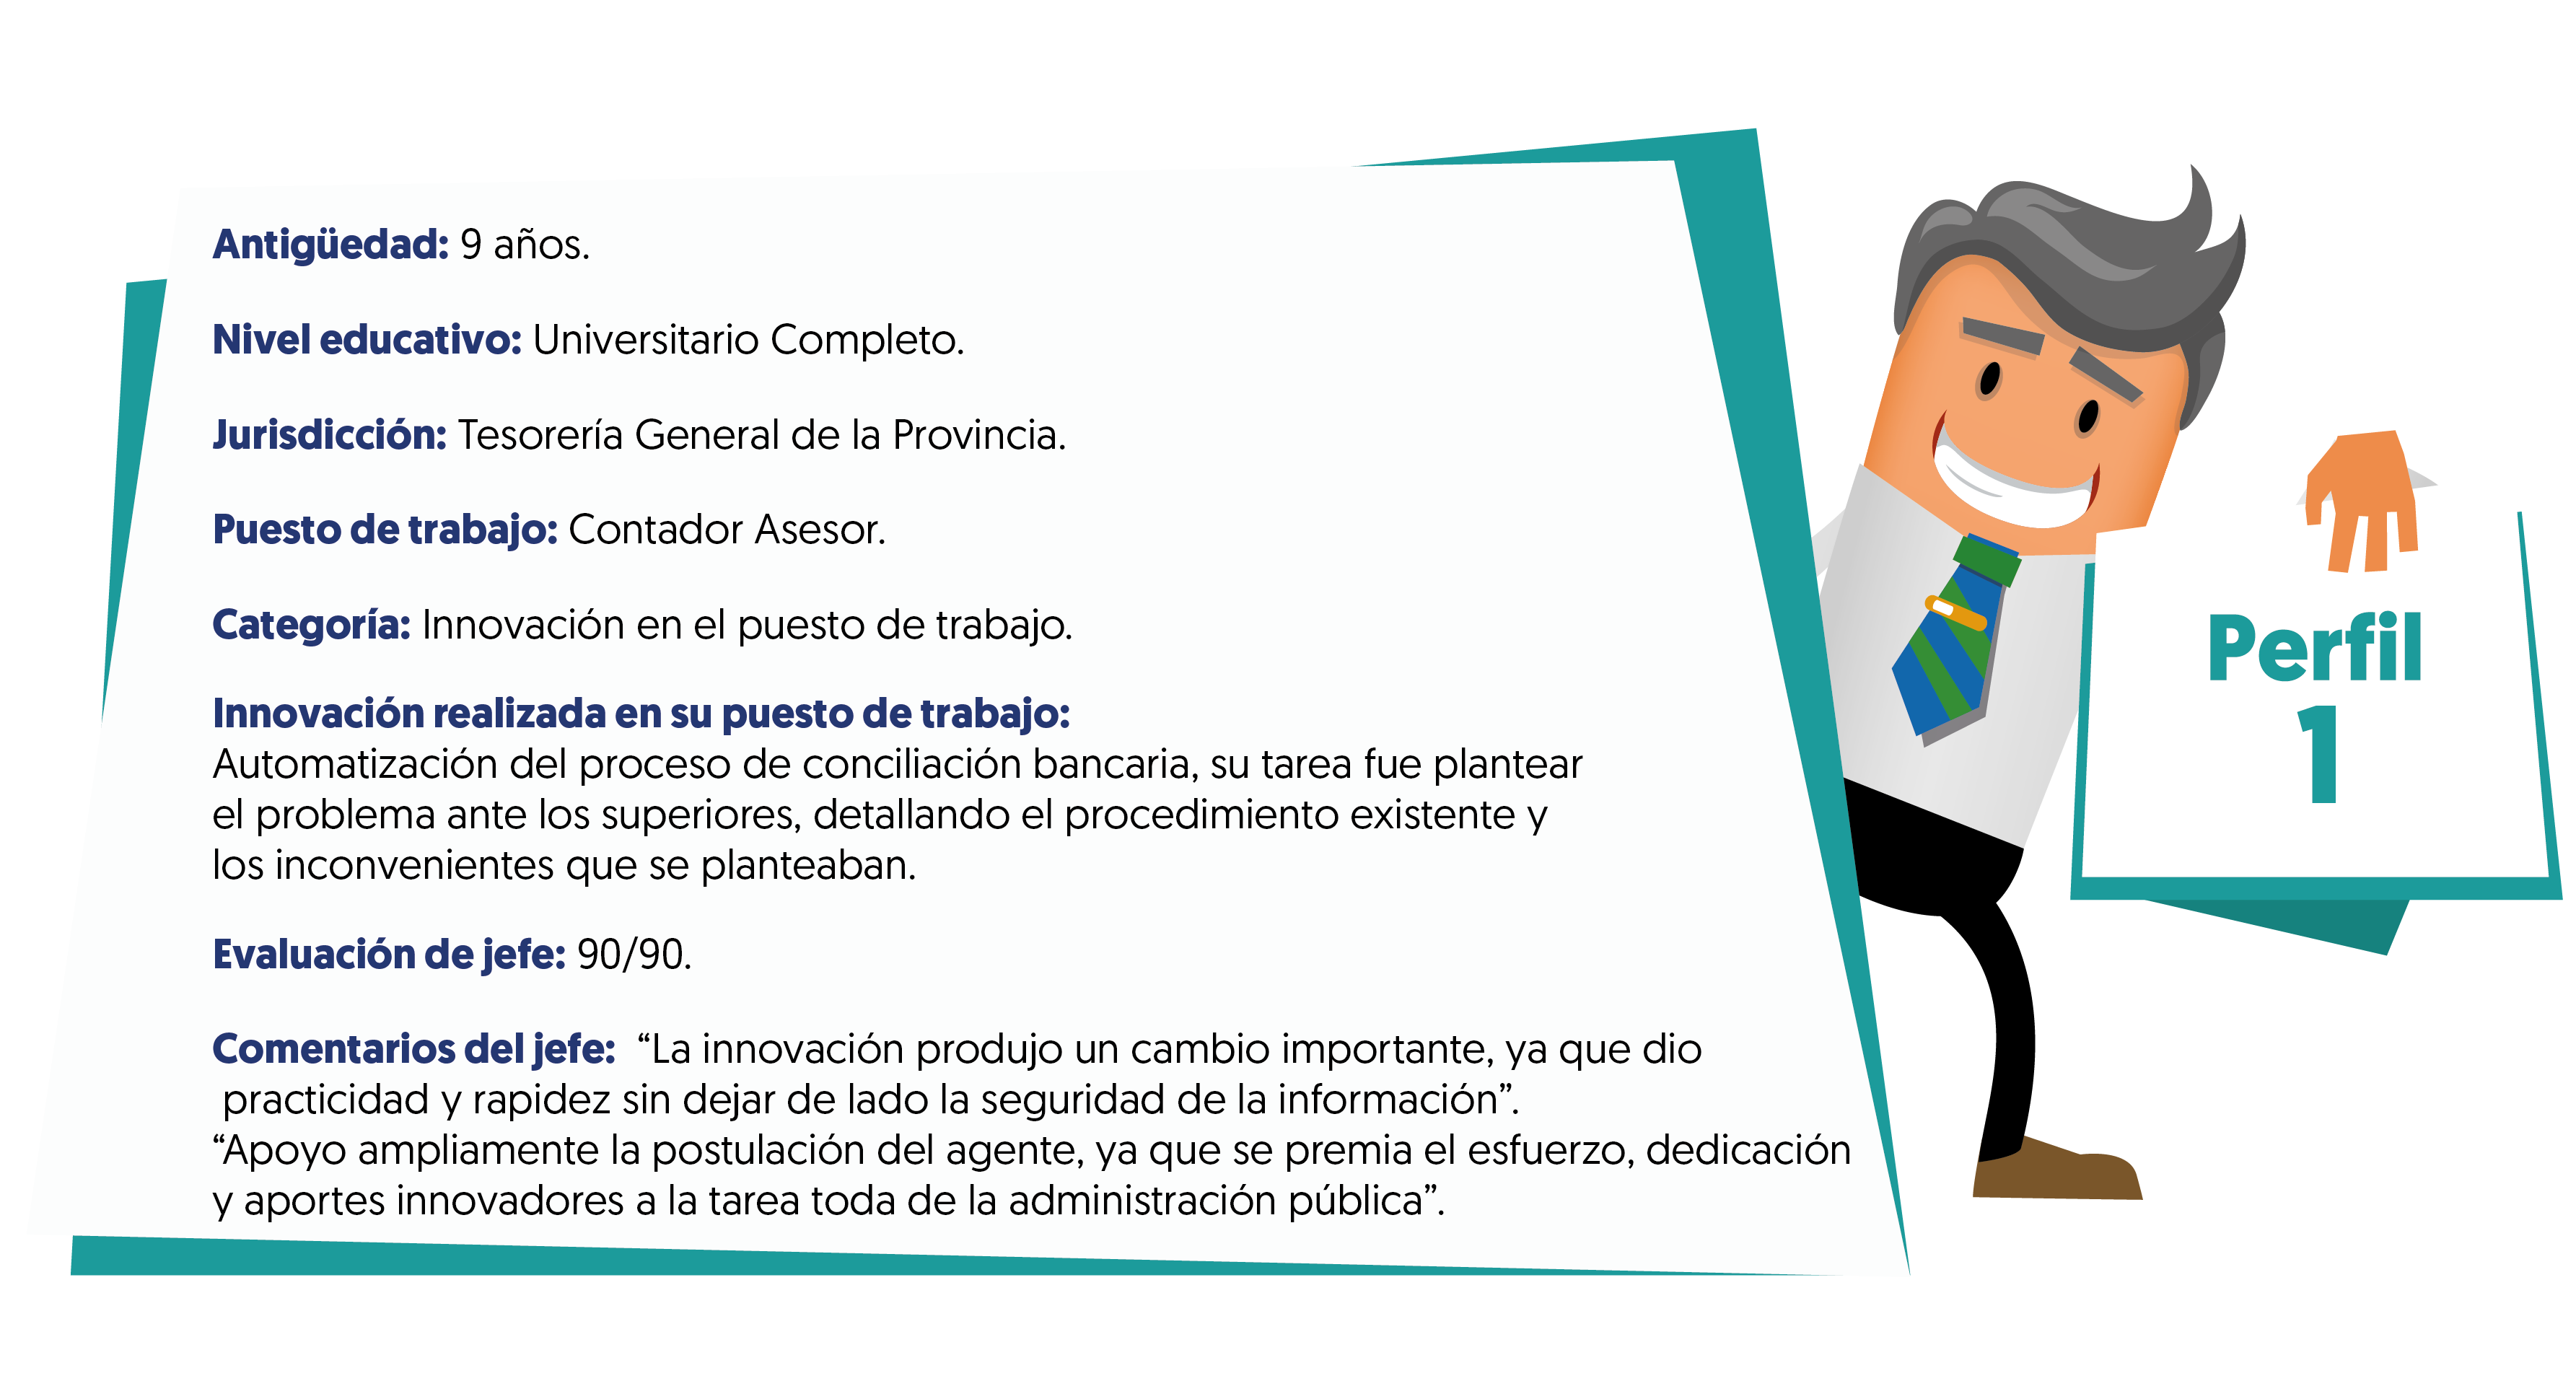 Antigüedad: 9 años.
Nivel educativo: Universitario Completo.
Jurisdicción: Tesorería General de la Provincia.
Puesto de trabajo: Contador Asesor.
Categoría: Innovación en el puesto de trabajo.
Innovación realizada en su puesto de trabajo:
Automatización del proceso de conciliación bancaria, su tarea fue plantear
el problema ante los superiores, detallando el procedimiento existente y
los inconvenientes que se planteaban.
Evaluación de jefe: 90/90.
Comentarios del jefe: “La innovación produjo un cambio importante, ya que dio
practicidad y rapidez sin dejar de lado la seguridad de la información”.
“Apoyo ampliamente la postulación del agente, ya que se premia el esfuerzo, dedicación
y aportes innovadores a la tarea toda de la administración pública”.
Perfil
1